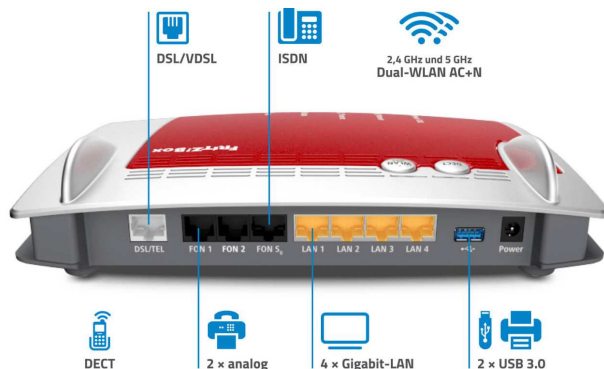 DSL/VDSL
ISDN
2,4 GHz und 5 GHz
Dual-WLAN AC+N
FRITZ!Box
WLAN
DECT
DSL/TEL
FON 1
FON 2
FON S₀
LAN 1
LAN 2
LAN 3
LAN 4
Power
DECT
2 × analog
4 × Gigabit-LAN
2 × USB 3.0